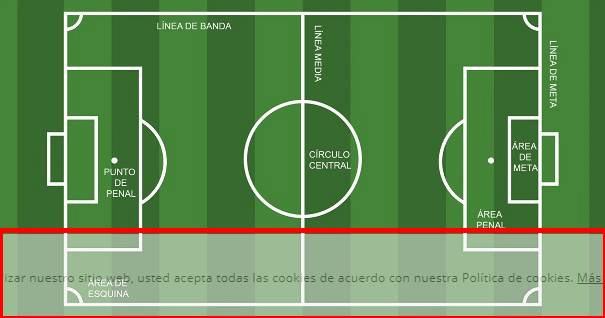 LÍNEA DE BANDA
LÍNEA MEDIA
LÍNEA DE META
CÍRCULO
CENTRAL
ÁREA
DE
META
PUNTO
DE
PENAL
ÁREA
PENAL
izar nuestro sitio web, usted acepta todas las cookies de acuerdo con nuestra Política de cookies. Más
ÁREA DE
ESQUINA